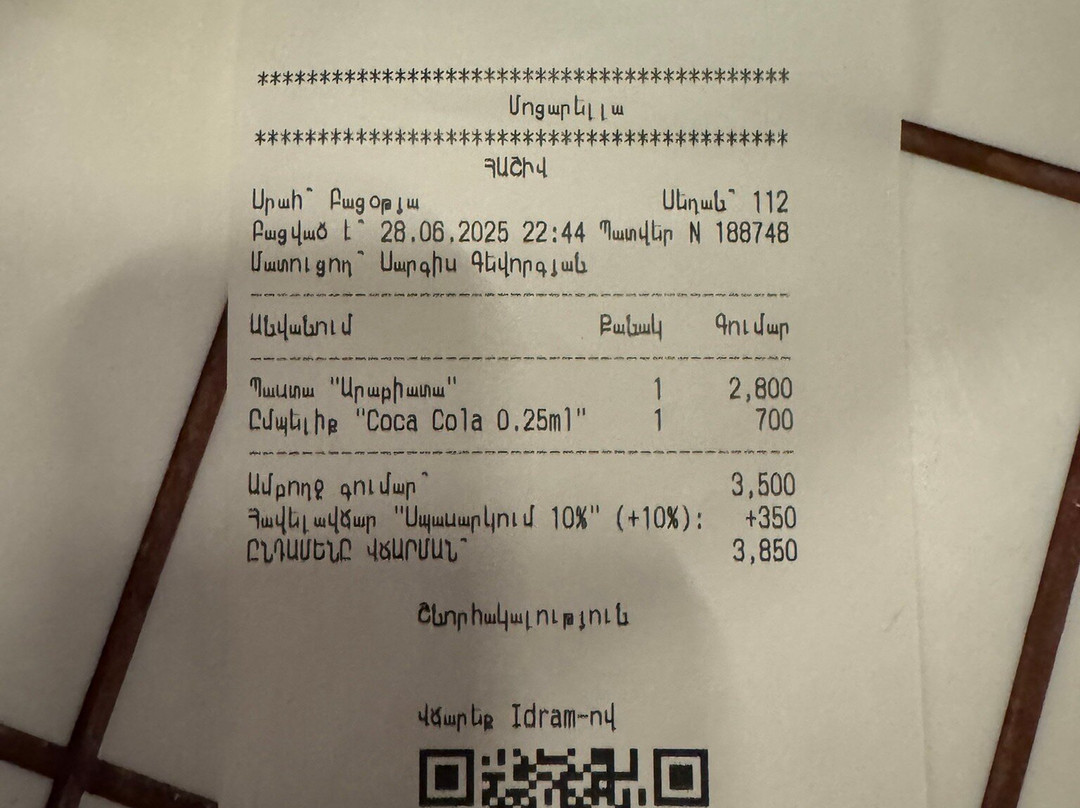 *******************************************
Մոցարելլա
*******************************************
ՀԱՇԻՎ
Սրահ՝ Բացօթյա Սեղան՝ 112
Բացված է՝ 28.06.2025 22:44 Պատվեր N 188748
Մատուցող՝ Սարգիս Գևորգյան
Անվանում Քանակ Գումար
Պաստա "Արաբիատա" 1 2,800
Ըմպելիք "Coca Cola 0.25ml" 1 700
Ամբողջ գումար՝ 3,500
Հավելավճար "Սպասարկում 10%" (+10%): +350
ԸՆԴԱՄԵՆԸ ՎՃԱՐՄԱՆ՝ 3,850
Շնորհակալություն
Վճարեք Idram-ով